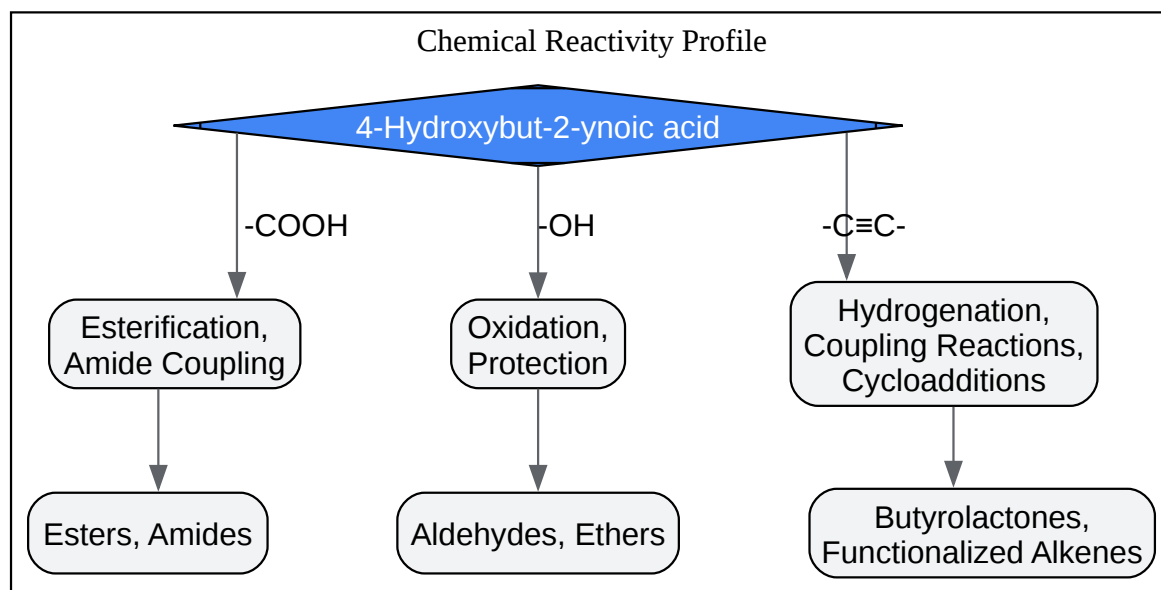 Chemical Reactivity Profile
4-Hydroxybut-2-ynoic acid
-COOH
-OH
-C≡C-
Esterification,
Amide Coupling
Oxidation,
Protection
Hydrogenation,
Coupling Reactions,
Cycloadditions
Esters, Amides
Aldehydes, Ethers
Butyrolactones,
Functionalized Alkenes